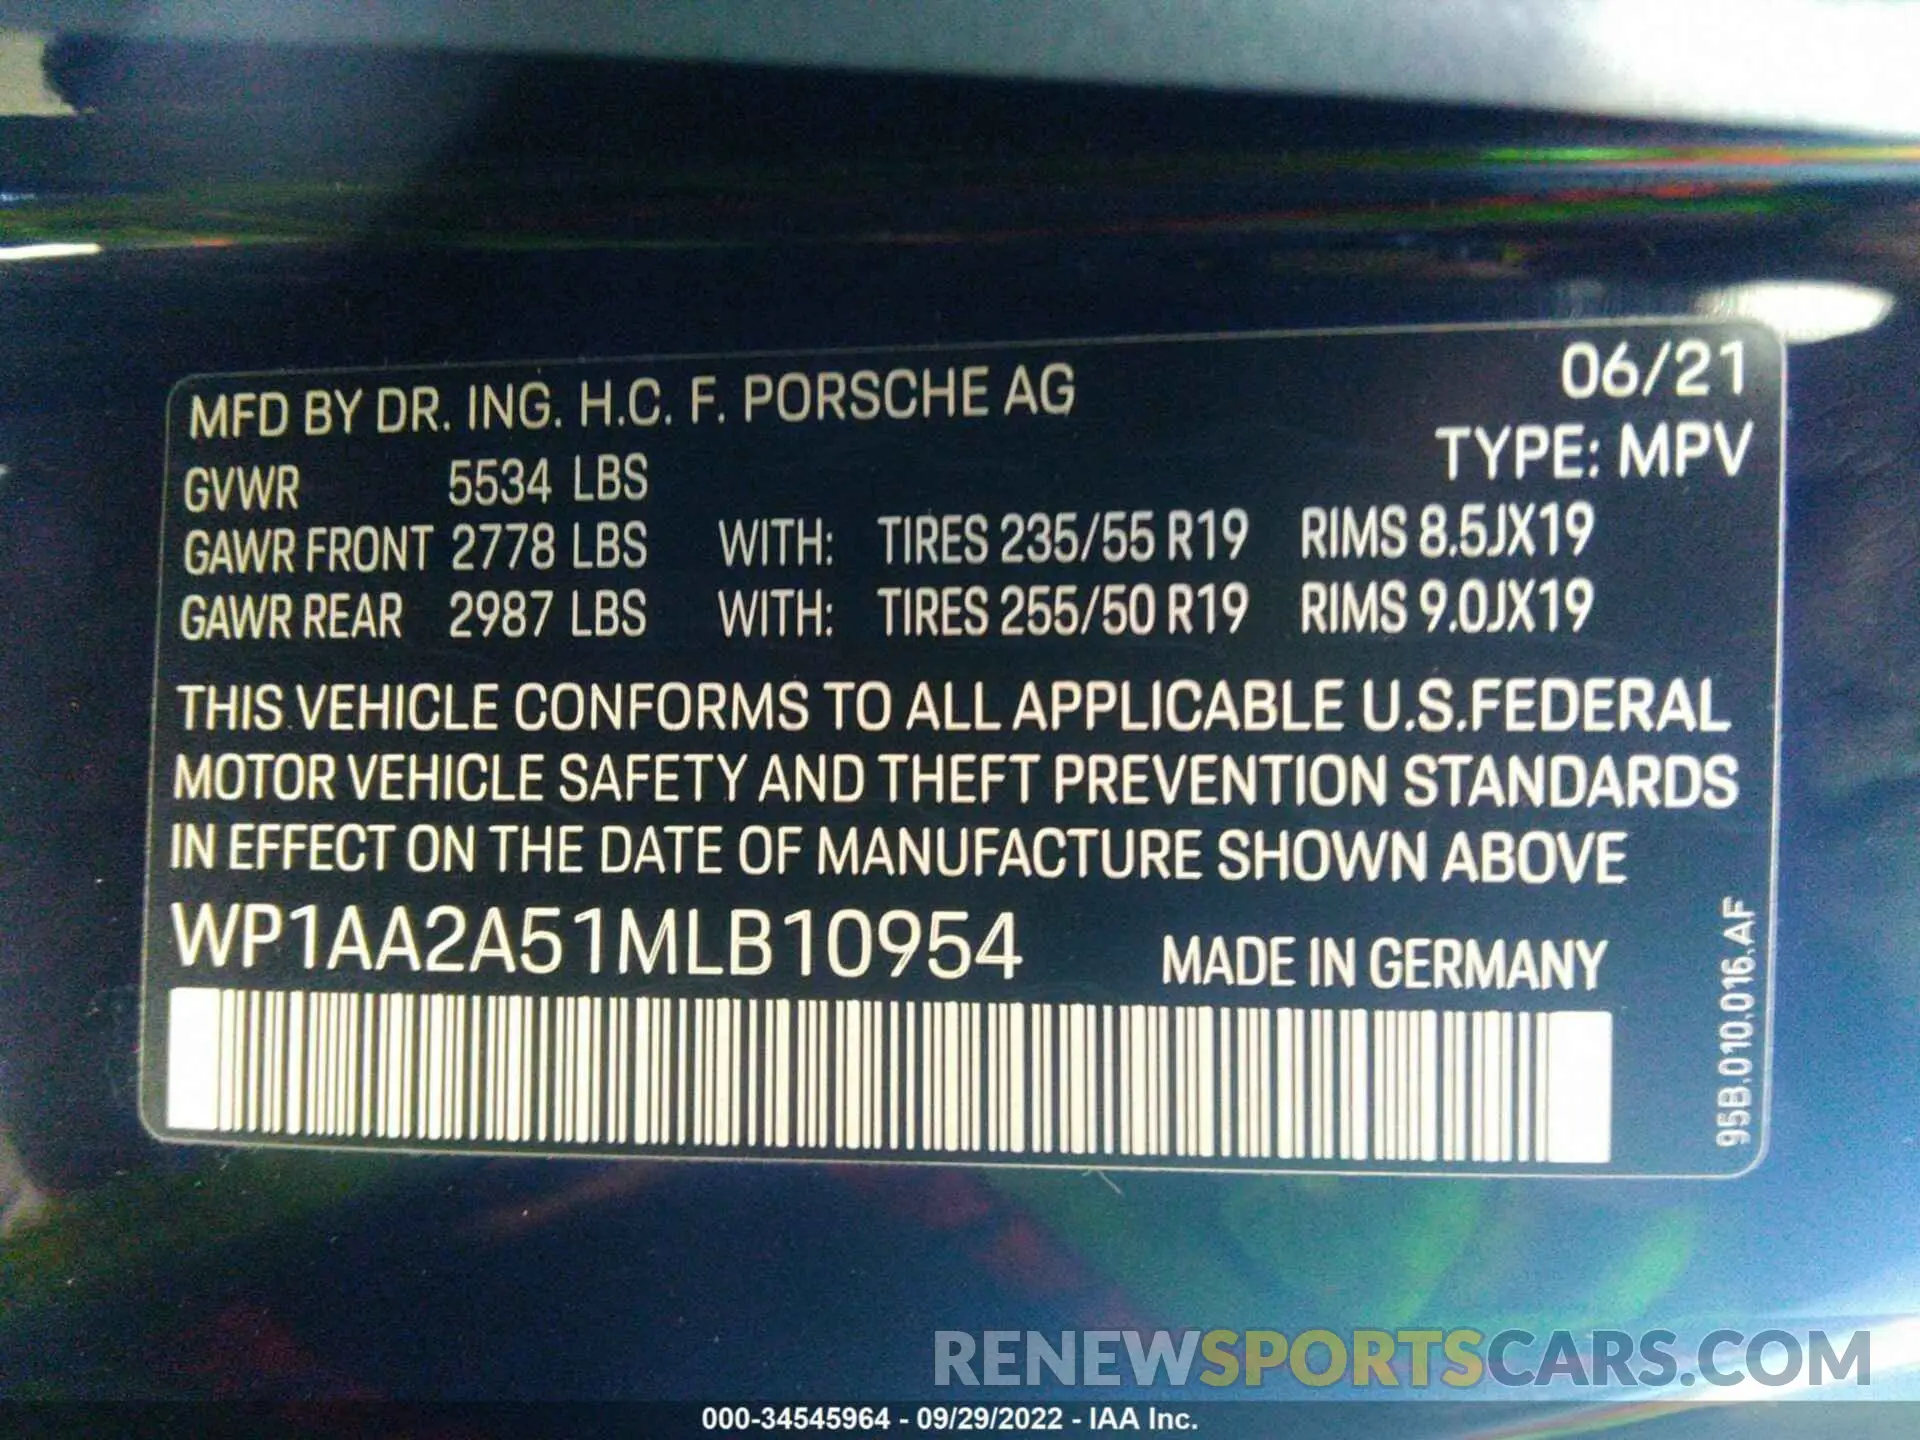 MFD BY DR. ING. H.C. F. PORSCHE AG 06/21
TYPE: MPV
GVWR 5534 LBS
GAWR FRONT 2778 LBS WITH: TIRES 235/55 R19 RIMS 8.5JX19
GAWR REAR 2987 LBS WITH: TIRES 255/50 R19 RIMS 9.0JX19
THIS VEHICLE CONFORMS TO ALL APPLICABLE U.S.FEDERAL
MOTOR VEHICLE SAFETY AND THEFT PREVENTION STANDARDS
IN EFFECT ON THE DATE OF MANUFACTURE SHOWN ABOVE
WP1AA2A51MLB10954 MADE IN GERMANY
95B.010.016.AF
RENEWSPORTSCARS.COM
000-34545964 - 09/29/2022 - IAA Inc.